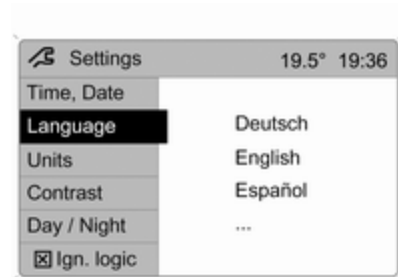 Settings 19.5° 19:36
Time, Date
Language Deutsch
Units English
Contrast Español
Day / Night ...
Ign. logic